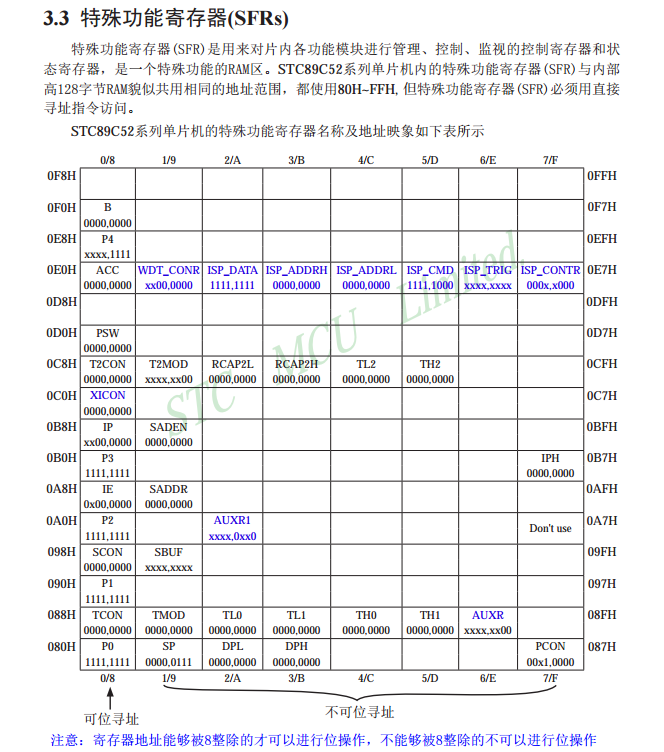 3.3 特殊功能寄存器(SFRs)
特殊功能寄存器(SFR)是用来对片内各功能模块进行管理、控制、监视的控制寄存器和状
态寄存器，是一个特殊功能的RAM区。STC89C52系列单片机内的特殊功能寄存器(SFR)与内部
高128字节RAM貌似共用相同的地址范围，都使用80H~FFH,但特殊功能寄存器(SFR)必须用直接
寻址指令访问。
STC89C52系列单片机的特殊功能寄存器名称及地址映象如下表所示
0/8 1/9 2/A 3/B 4/C 5/D 6/E 7/F
0F8H 0FFH
0F0H B 0F7H
0000,0000
0E8H P4 0EFH
xxxx,1111
0E0H ACC WDT_CONR ISP_DATA ISP_ADDRH ISP_ADDRL ISP_CMD ISP_TRIG ISP_CONTR 0E7H
0000,0000 xx00,0000 1111,1111 0000,0000 0000,0000 1111,1000 xxxx,xxxx 000x,x000
0D8H 0DFH
0D0H PSW 0D7H
0000,0000
0C8H T2CON T2MOD RCAP2L RCAP2H TL2 TH2 0CFH
0000,0000 xxxx,xx00 0000,0000 0000,0000 0000,0000 0000,0000
0C0H XICON 0C7H
0000,0000
0B8H IP SADEN 0BFH
xx00,0000 0000,0000
0B0H P3 IPH 0B7H
1111,1111 0000,0000
0A8H IE SADDR 0AFH
0x00,0000 0000,0000
0A0H P2 AUXR1 Don't use 0A7H
1111,1111 xxxx,0xx0
098H SCON SBUF 09FH
0000,0000 xxxx,xxxx
090H P1 097H
1111,1111
088H TCON TMOD TL0 TL1 TH0 TH1 AUXR 08FH
0000,0000 0000,0000 0000,0000 0000,0000 0000,0000 0000,0000 xxxx,xx00
080H P0 SP DPL DPH PCON 087H
1111,1111 0000,0111 0000,0000 0000,0000 00x1,0000
0/8 1/9 2/A 3/B 4/C 5/D 6/E 7/F
可位寻址 不可位寻址
注意：寄存器地址能够被8整除的才可以进行位操作，不能够被8整除的不可以进行位操作
STC MCU Limited.